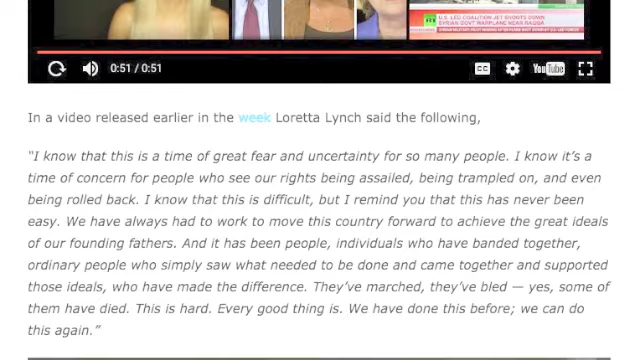 RT
U.S. LED COALITION JET SHOOTS DOWN
SYRIAN GOVT WARPLANE NEAR RAQQA
0:51 / 0:51
CC
YouTube
In a video released earlier in the week Loretta Lynch said the following,
"I know that this is a time of great fear and uncertainty for so many people. I know it's a
time of concern for people who see our rights being assailed, being trampled on, and even
being rolled back. I know that this is difficult, but I remind you that this has never been
easy. We have always had to work to move this country forward to achieve the great ideals
of our founding fathers. And it has been people, individuals who have banded together,
ordinary people who simply saw what needed to be done and came together and supported
those ideals, who have made the difference. They've marched, they've bled — yes, some of
them have died. This is hard. Every good thing is. We have done this before; we can do
this again."